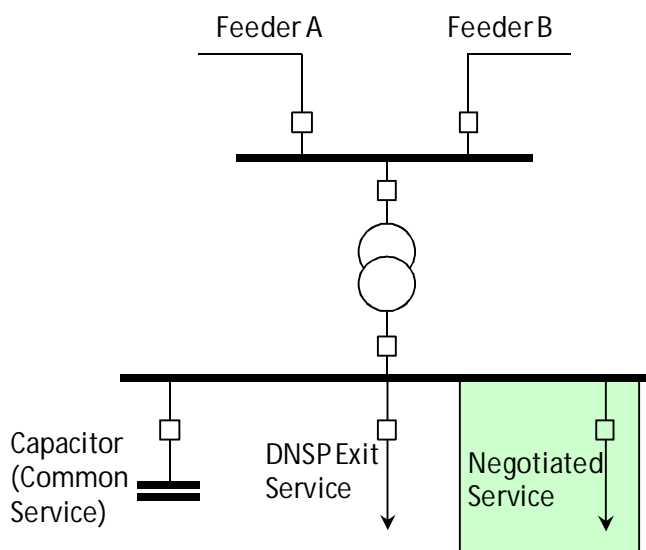 Feeder A
Feeder B
Capacitor
(Common
Service)
DNSP Exit
Service
Negotiated
Service